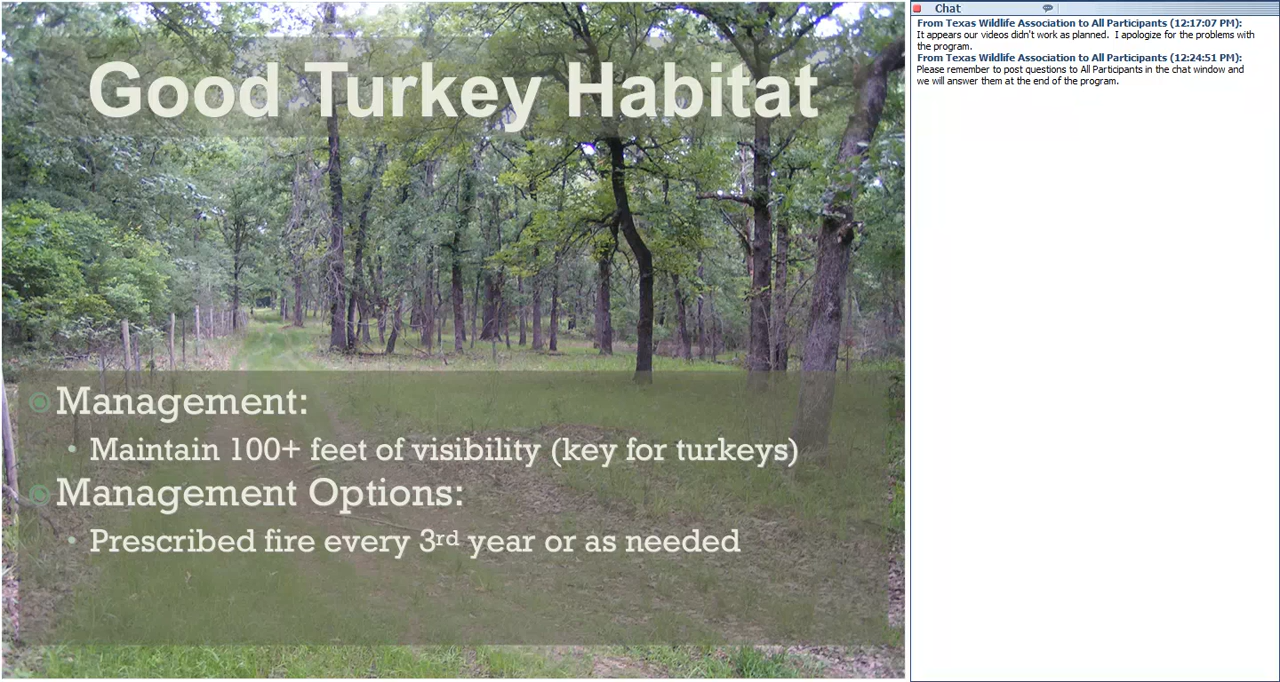 Good Turkey Habitat
Management:
Maintain 100+ feet of visibility (key for turkeys)
Management Options:
Prescribed fire every 3rd year or as needed
Chat
From Texas Wildlife Association to All Participants (12:17:07 PM):
It appears our videos didn't work as planned. I apologize for the problems with
the program.
From Texas Wildlife Association to All Participants (12:24:51 PM):
Please remember to post questions to All Participants in the chat window and
we will answer them at the end of the program.